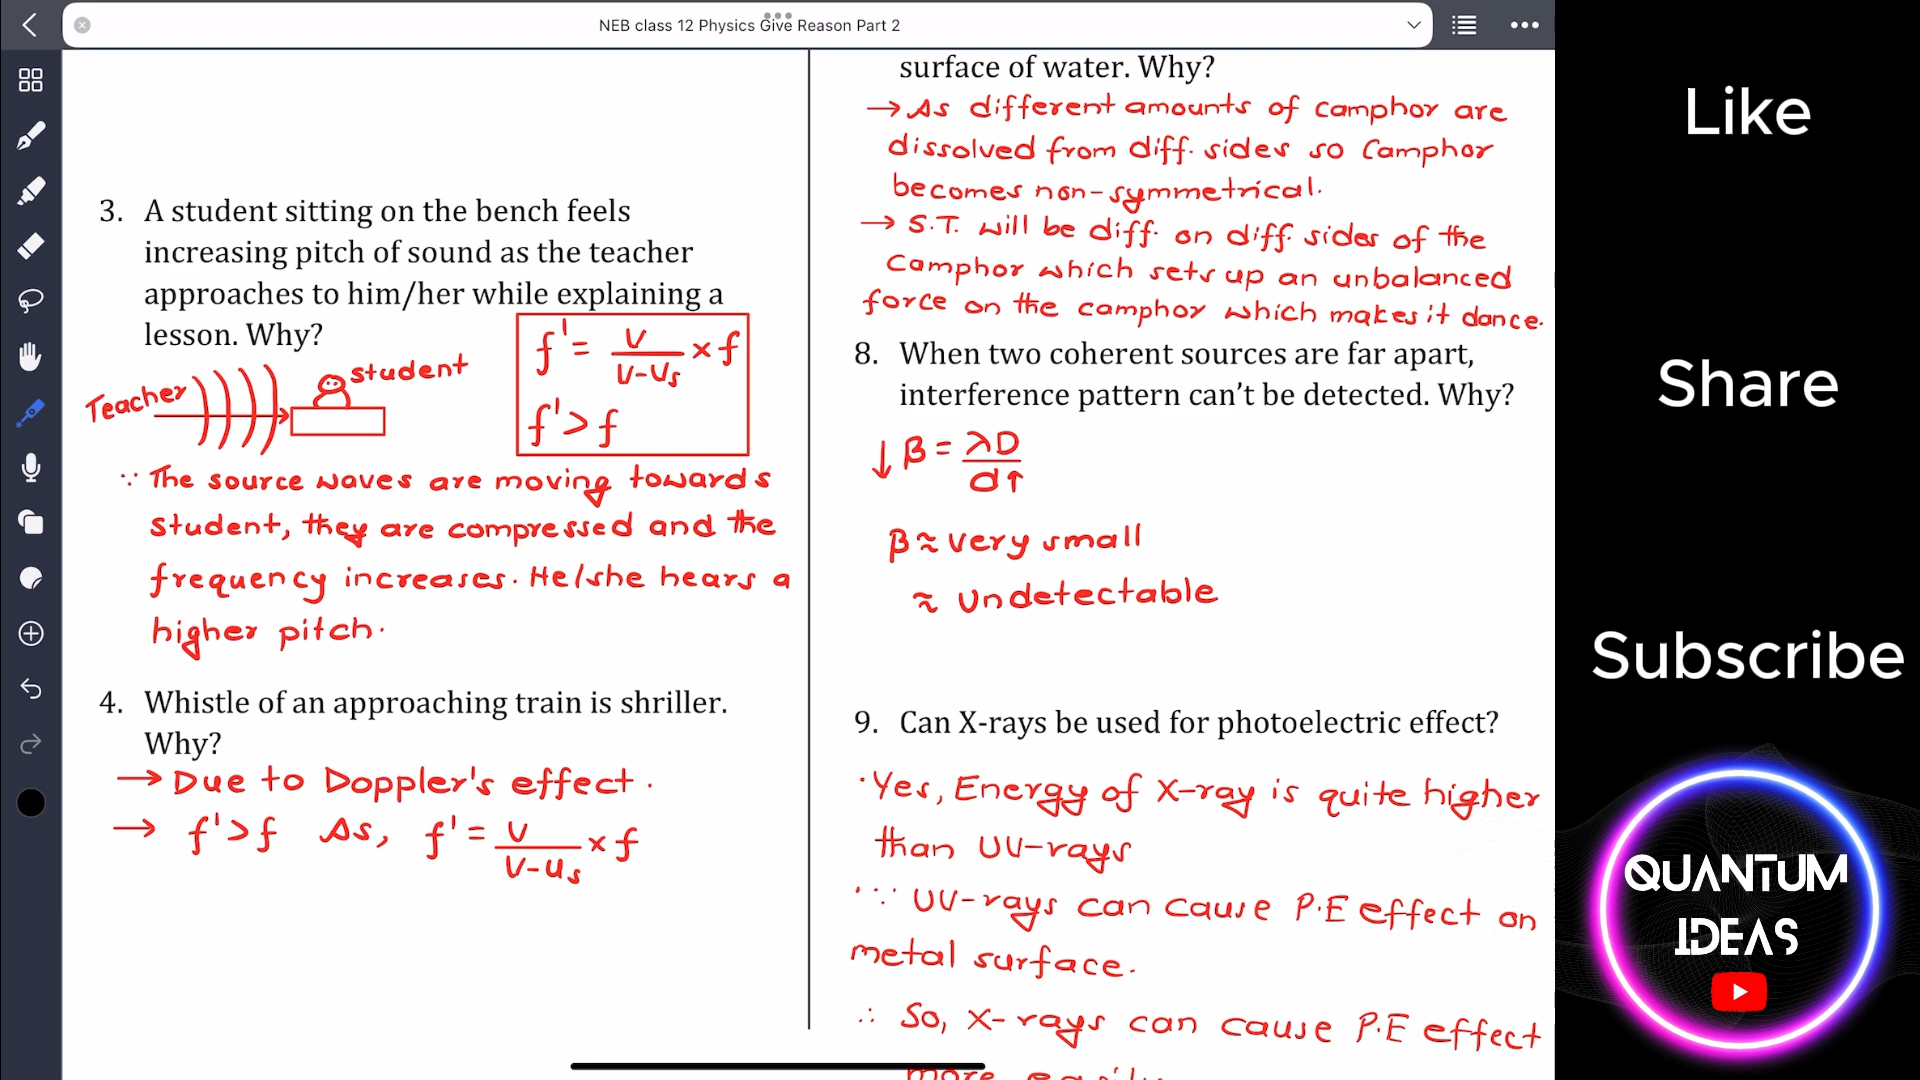 NEB class 12 Physics Give Reason Part 2
3. A student sitting on the bench feels
increasing pitch of sound as the teacher
approaches to him/her while explaining a
lesson. Why?
Teacher
student
f' = v / v-us × f
f' > f
∵ The source waves are moving towards
student, they are compressed and the
frequency increases. He/she hears a
higher pitch.
4. Whistle of an approaching train is shriller.
Why?
→ Due to Doppler's effect.
→ f' > f As, f' = v / v-us × f
surface of water. Why?
→ As different amounts of camphor are
dissolved from diff. sides so camphor
becomes non-symmetrical.
→ S.T. will be diff. on diff. sides of the
camphor which sets up an unbalanced
force on the camphor which makes it dance.
8. When two coherent sources are far apart,
interference pattern can't be detected. Why?
↓ β = λD / d↑
β ≈ very small
≈ undetectable
9. Can X-rays be used for photoelectric effect?
· Yes, Energy of X-ray is quite higher
than UV-rays
∵ UV-rays can cause P.E effect on
metal surface.
∴ So, X-rays can cause P.E effect
more easily
Like
Share
Subscribe
QUANTUM
IDEAS